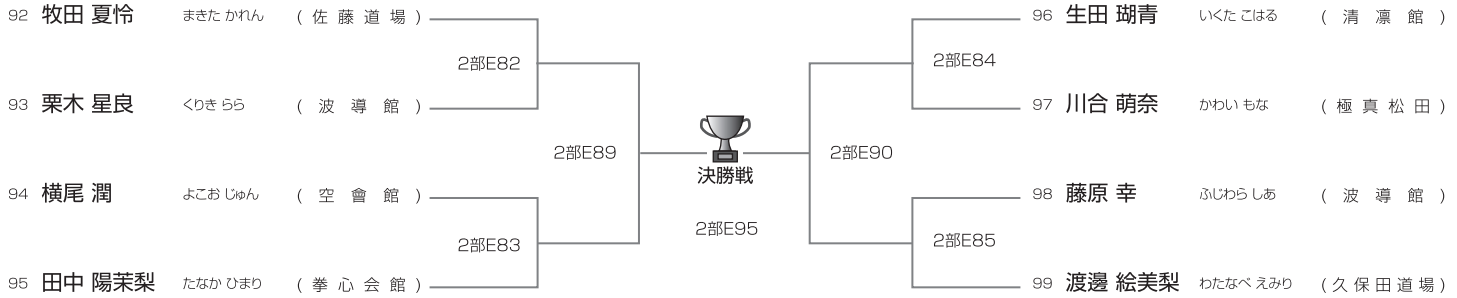 92 牧田 夏怜 まきた かれん ( 佐 藤 道 場 )
2部E82
93 栗木 星良 くりき らら ( 波 導 館 )
2部E89
94 横尾 潤 よこお じゅん ( 空 會 館 )
2部E83
95 田中 陽茉梨 たなか ひまり ( 拳 心 会 館 )
決勝戦
2部E95
96 生田 瑚青 いくた こはる ( 清 凛 館 )
2部E84
97 川合 萌奈 かわい もな ( 極 真 松 田 )
2部E90
98 藤原 幸 ふじわら しあ ( 波 導 館 )
2部E85
99 渡邊 絵美梨 わたなべ えみり ( 久 保 田 道 場 )